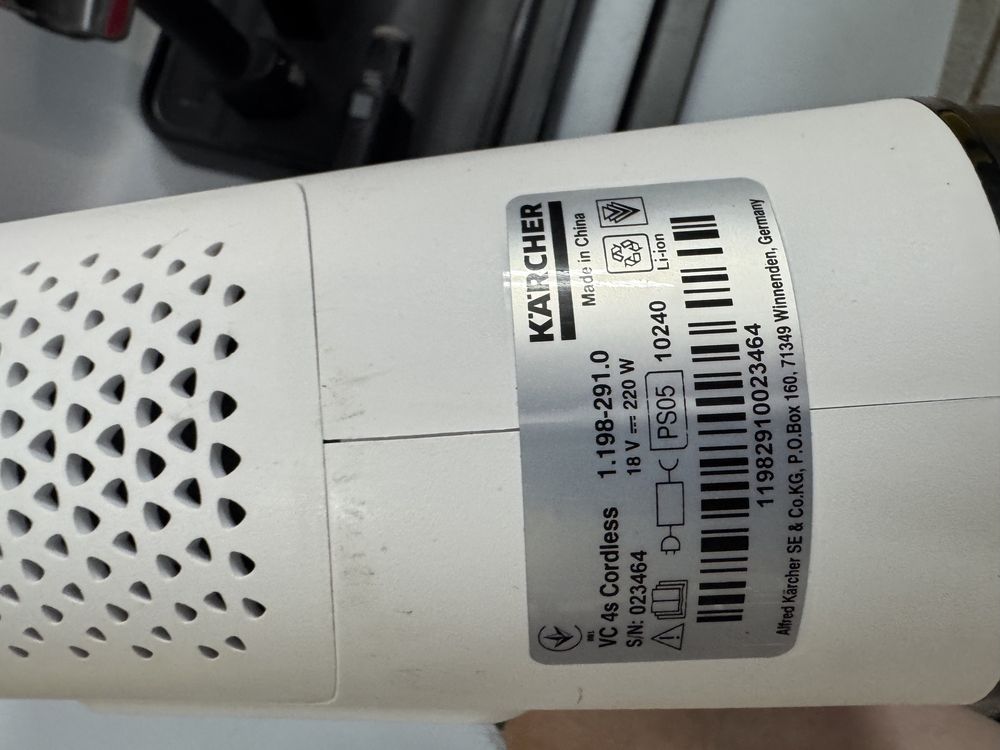 KÄRCHER
Made in China
Li-ion
VC 4s Cordless 1.198-291.0
S/N: 023464 18 V ⎓ 220 W
PS05 10240
11982910023464
Alfred Kärcher SE & Co.KG, P.O.Box 160, 71349 Winnenden, Germany